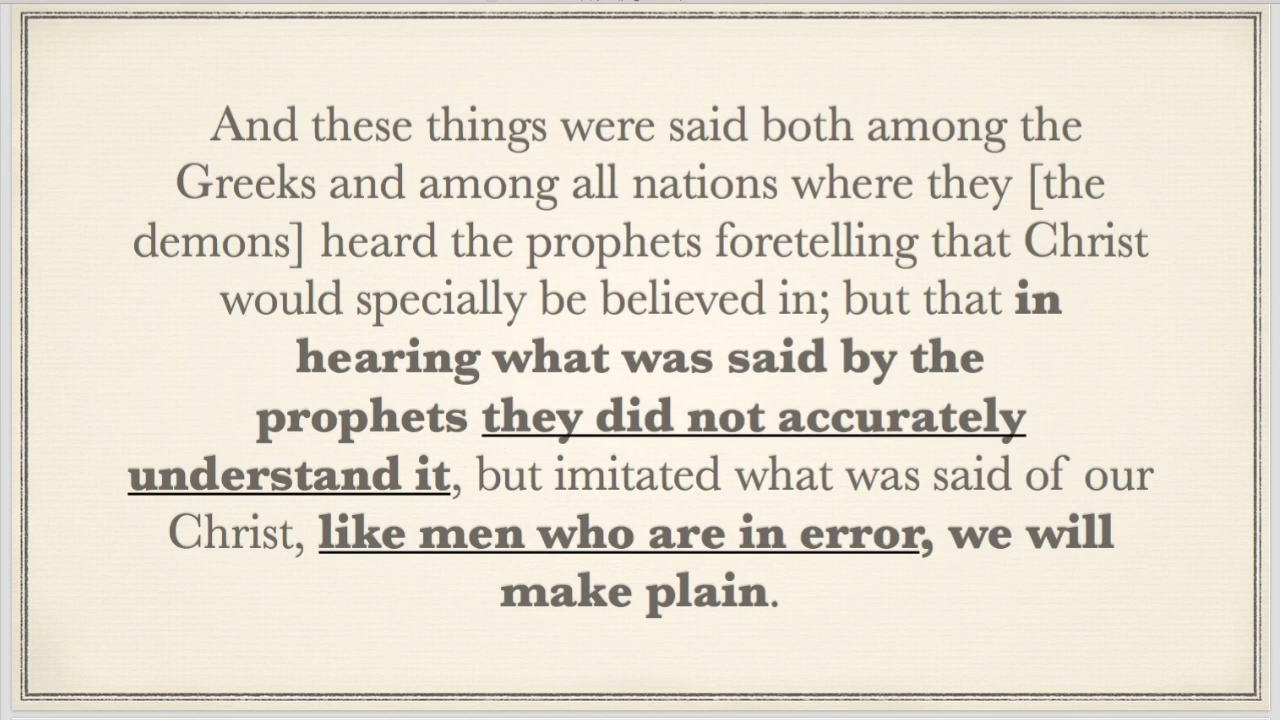 And these things were said both among the
Greeks and among all nations where they [the
demons] heard the prophets foretelling that Christ
would specially be believed in; but that in
hearing what was said by the
prophets they did not accurately
understand it, but imitated what was said of our
Christ, like men who are in error, we will
make plain.